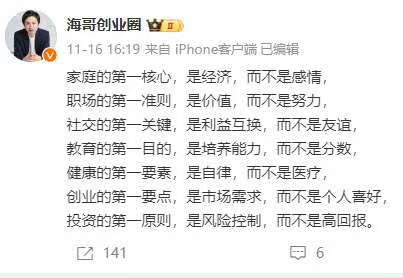 海哥创业圈 II
11-16 16:19 来自 iPhone客户端 已编辑
家庭的第一核心，是经济，而不是感情，
职场的第一准则，是价值，而不是努力，
社交的第一关键，是利益互换，而不是友谊，
教育的第一目的，是培养能力，而不是分数，
健康的第一要素，是自律，而不是医疗，
创业的第一要点，是市场需求，而不是个人喜好，
投资的第一原则，是风险控制，而不是高回报。
141 6